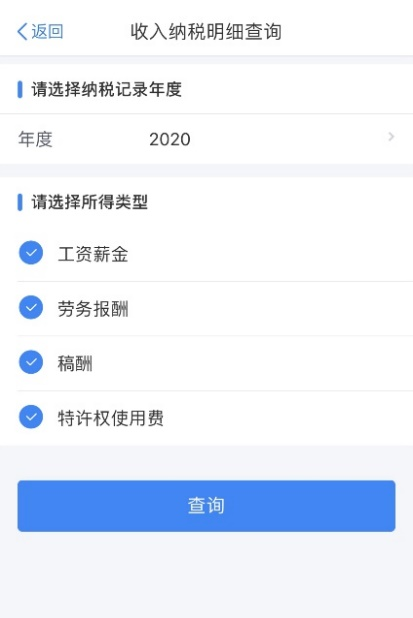 返回 收入纳税明细查询
请选择纳税记录年度
年度 2020
请选择所得类型
工资薪金
劳务报酬
稿酬
特许权使用费
查询